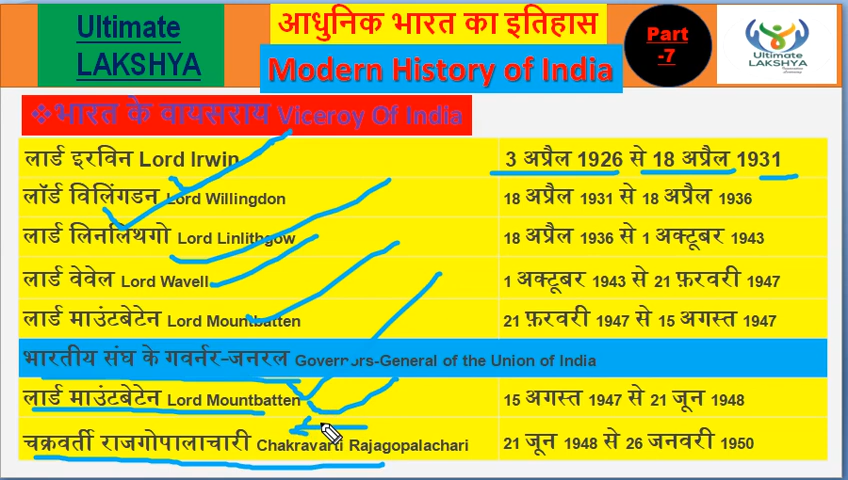 Ultimate
LAKSHYA
आधुनिक भारत का इतिहास
Modern History of India
Part
-7
Ultimate
LAKSHYA
❖भारत के वायसराय Viceroy Of India
लार्ड इरविन Lord Irwin 3 अप्रैल 1926 से 18 अप्रैल 1931
लॉर्ड विलिंगडन Lord Willingdon 18 अप्रैल 1931 से 18 अप्रैल 1936
लार्ड लिनलिथगो Lord Linlithgow 18 अप्रैल 1936 से 1 अक्टूबर 1943
लार्ड वेवेल Lord Wavell 1 अक्टूबर 1943 से 21 फ़रवरी 1947
लार्ड माउंटबेटेन Lord Mountbatten 21 फ़रवरी 1947 से 15 अगस्त 1947
भारतीय संघ के गवर्नर-जनरल Governors-General of the Union of India
लार्ड माउंटबेटेन Lord Mountbatten 15 अगस्त 1947 से 21 जून 1948
चक्रवर्ती राजगोपालाचारी Chakravarti Rajagopalachari 21 जून 1948 से 26 जनवरी 1950